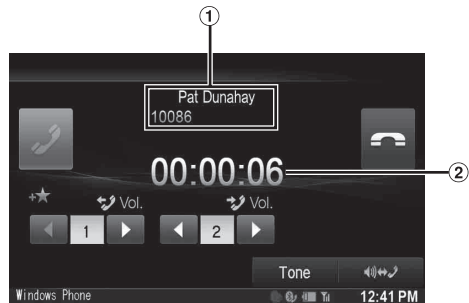 1
Pat Dunahay
10086
00:00:06
2
Vol. Vol.
1 2
Tone
Windows Phone 12:41 PM